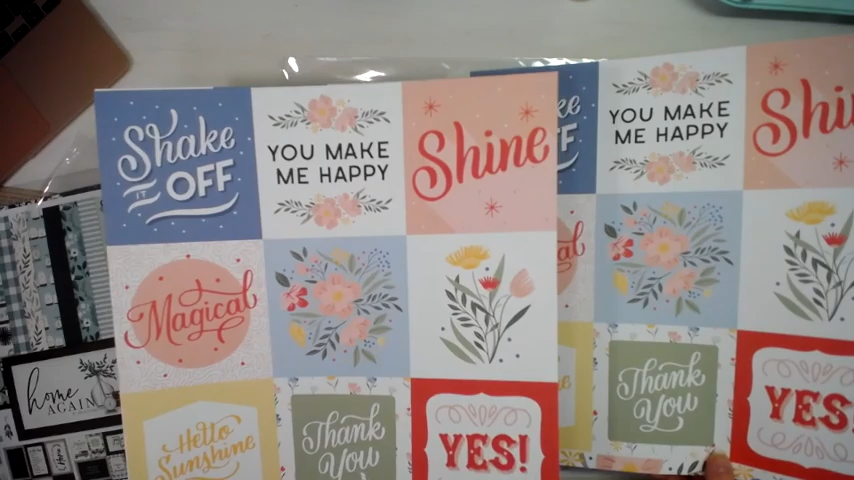 Shake
IT OFF
YOU MAKE
ME HAPPY
Shine
Magical
Hello
Sunshine
Thank
You
YES!
YOU MAKE
ME HAPPY
Thank
You
YES!
home
AGAIN